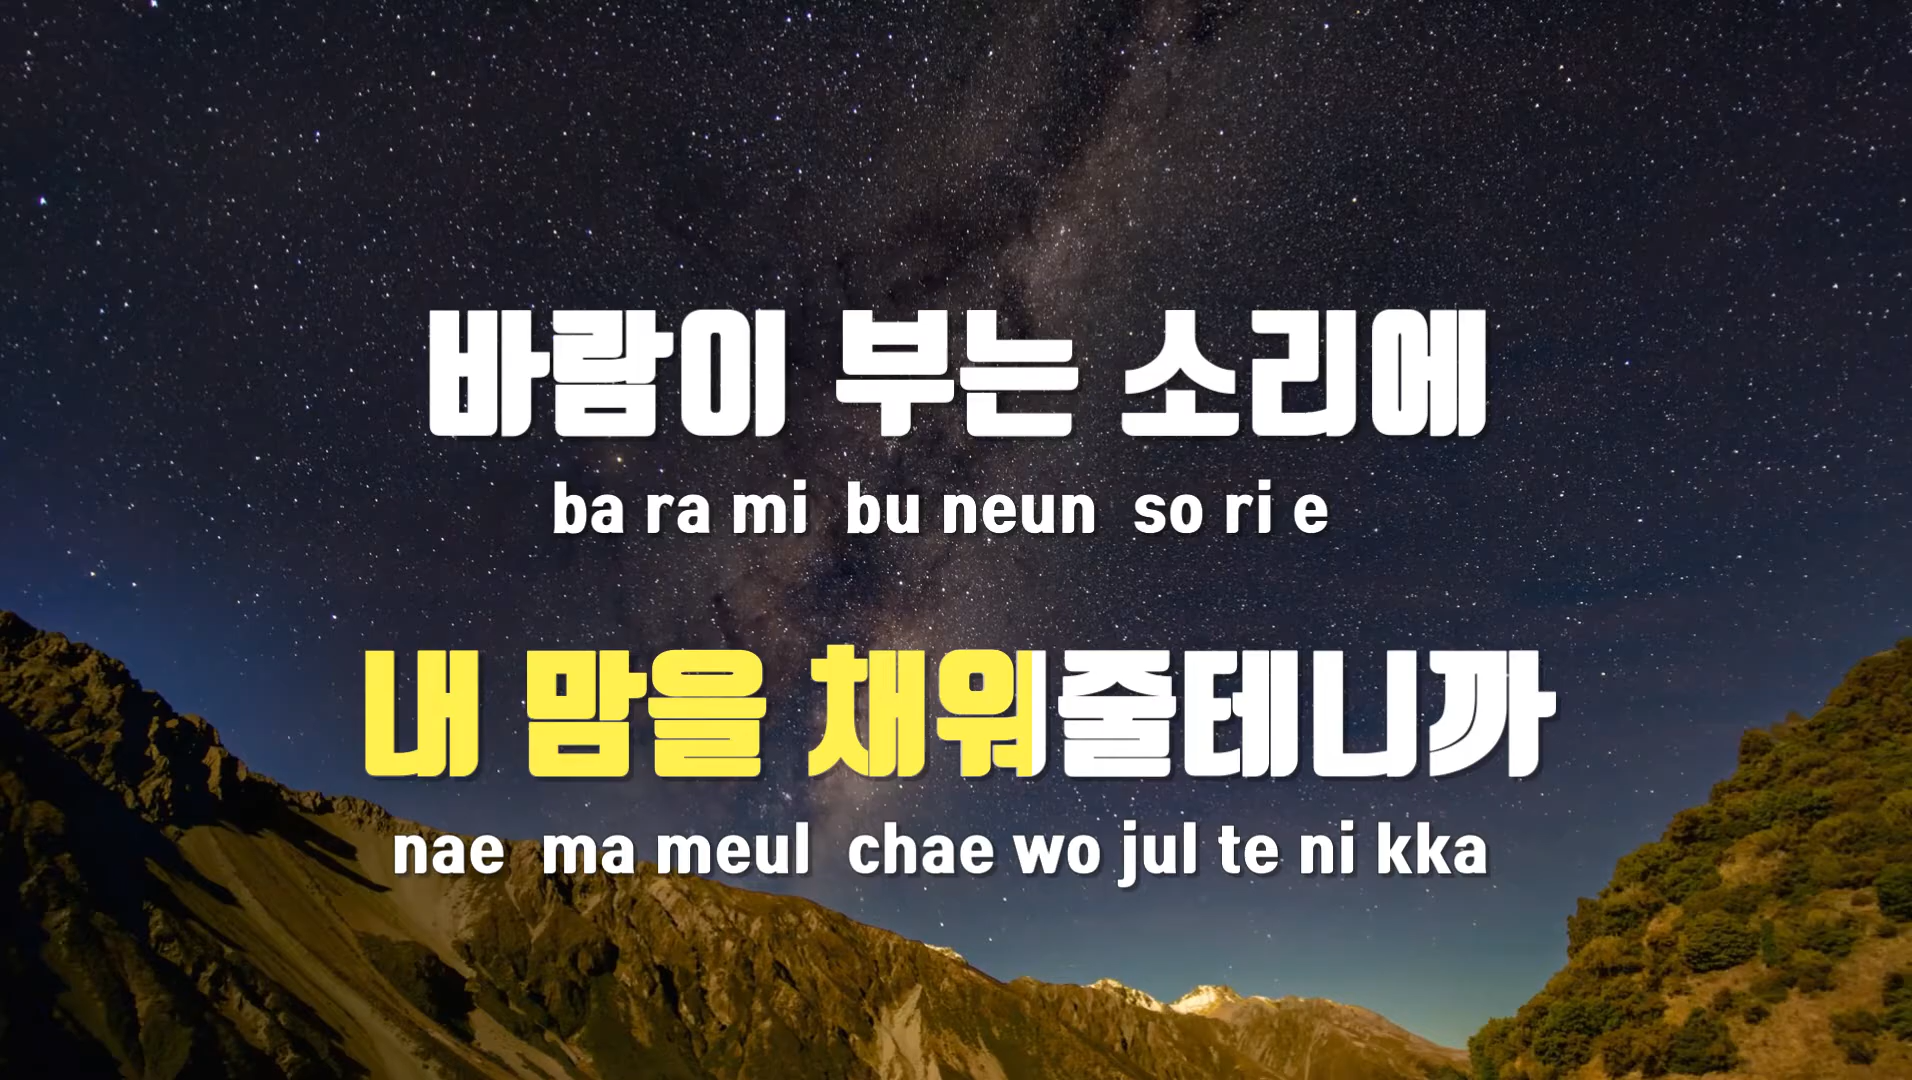 바람이 부는 소리에
ba ra mi bu neun so ri e
내 맘을 채워줄테니까
nae ma meul chae wo jul te ni kka